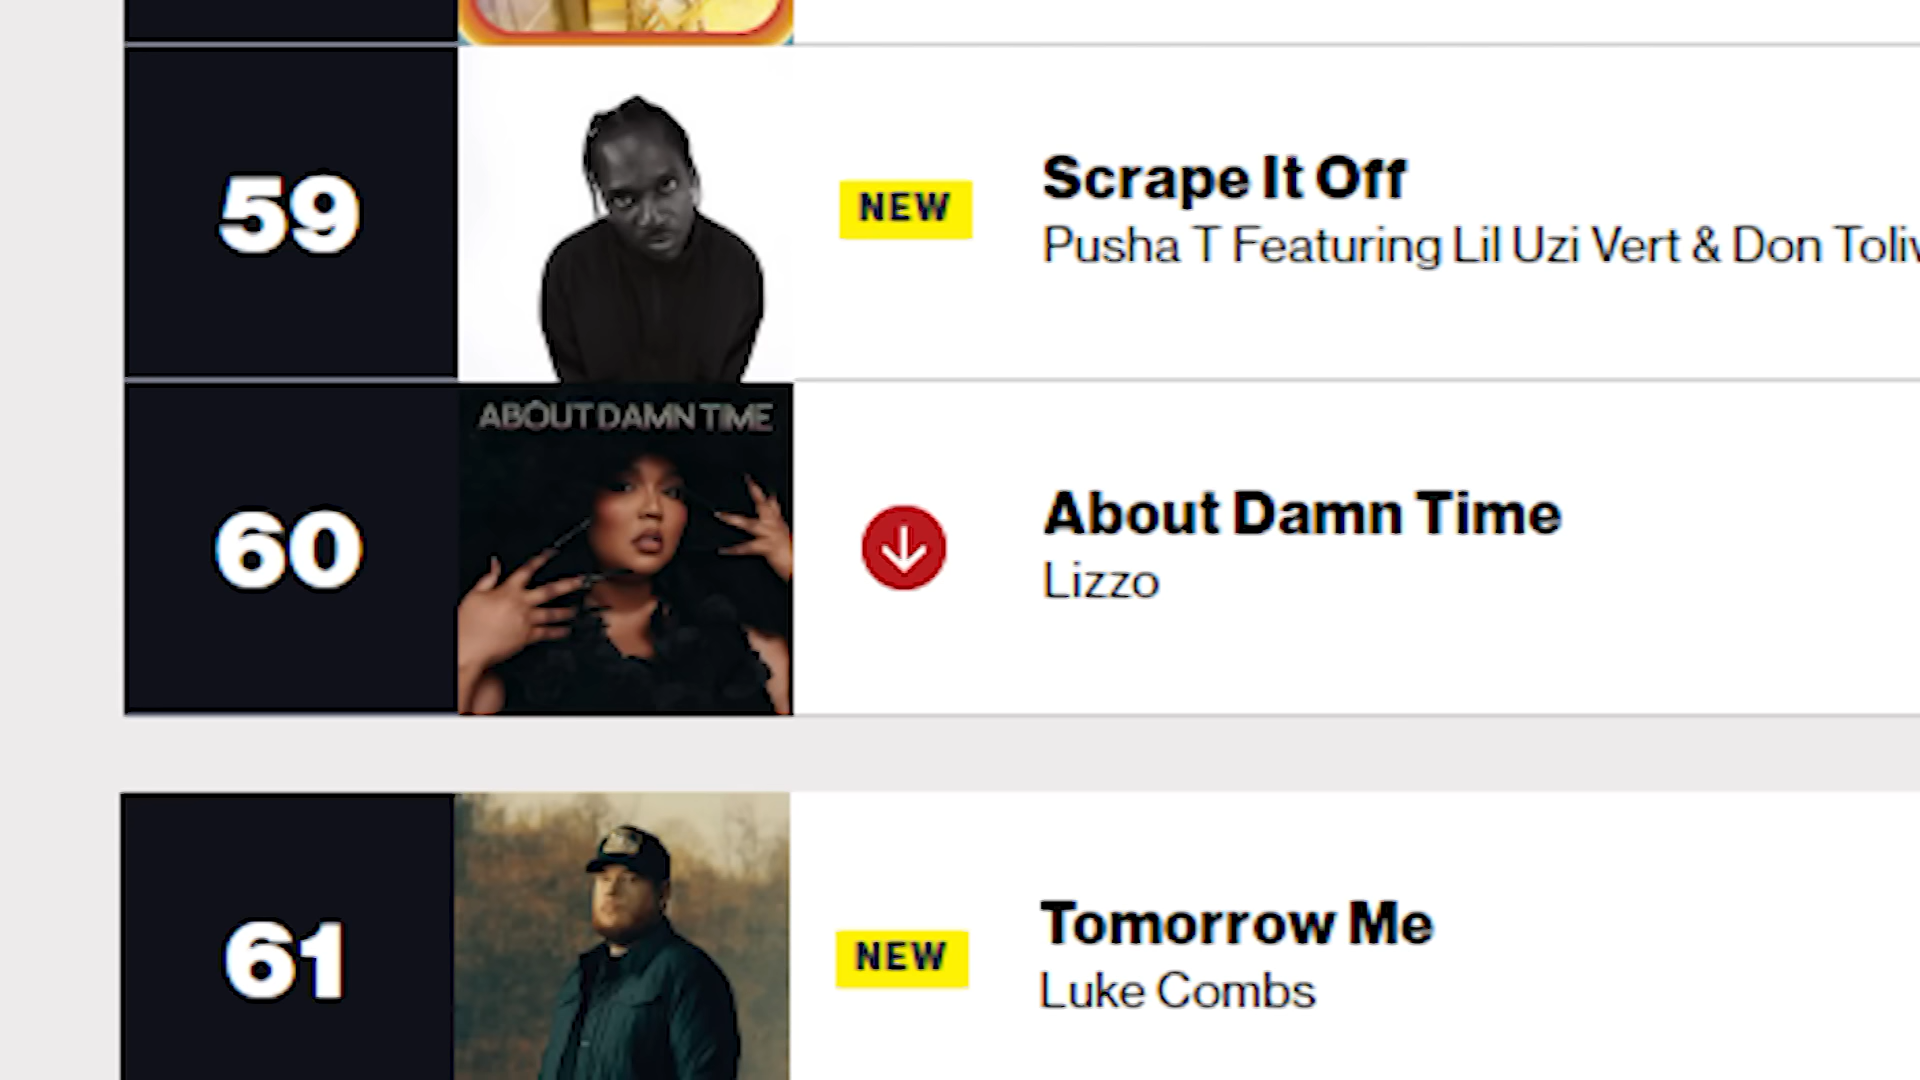 59
NEW
Scrape It Off
Pusha T Featuring Lil Uzi Vert & Don Toliv
60
ABOUT DAMN TIME
About Damn Time
Lizzo
61
NEW
Tomorrow Me
Luke Combs